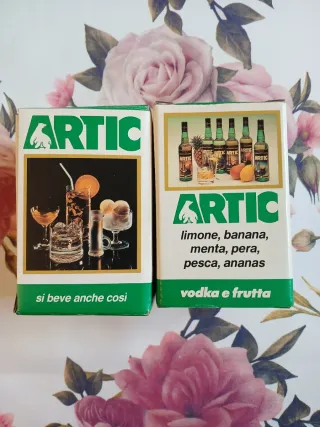 ARTIC
si beve anche così
ARTIC
limone, banana,
menta, pera,
pesca, ananas
vodka e frutta